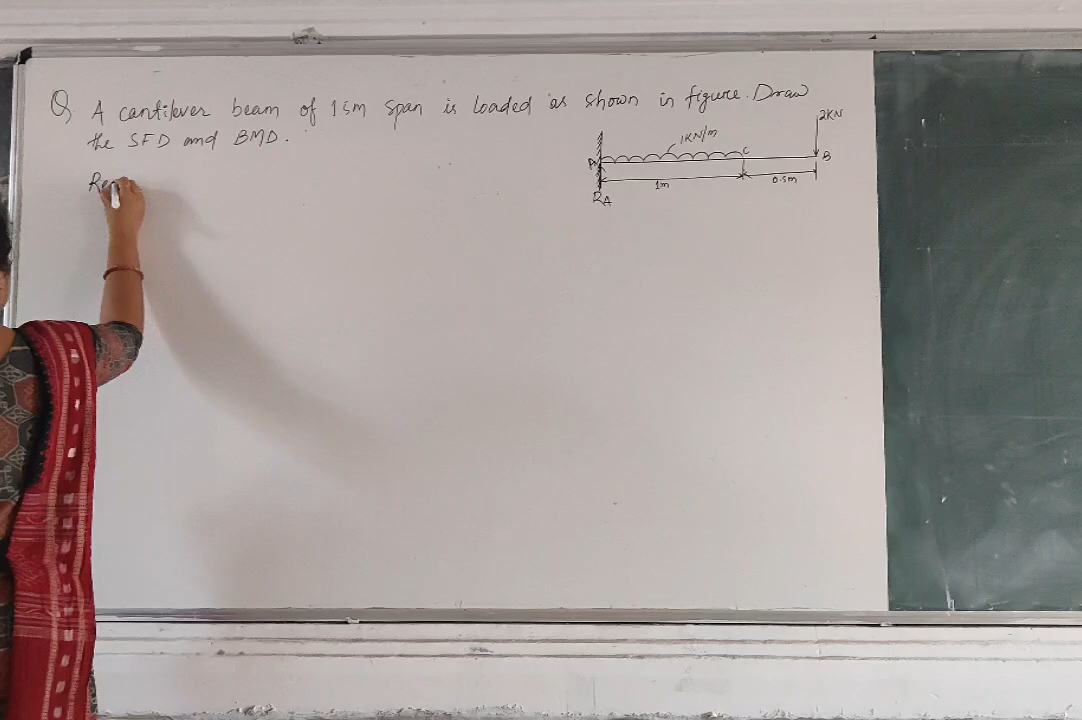 Q A cantilever beam of 1.5m span is loaded as shown in figure. Draw
the SFD and BMD.
2KN
1KN/m
A
C
B
1m
0.5m
RA
Re